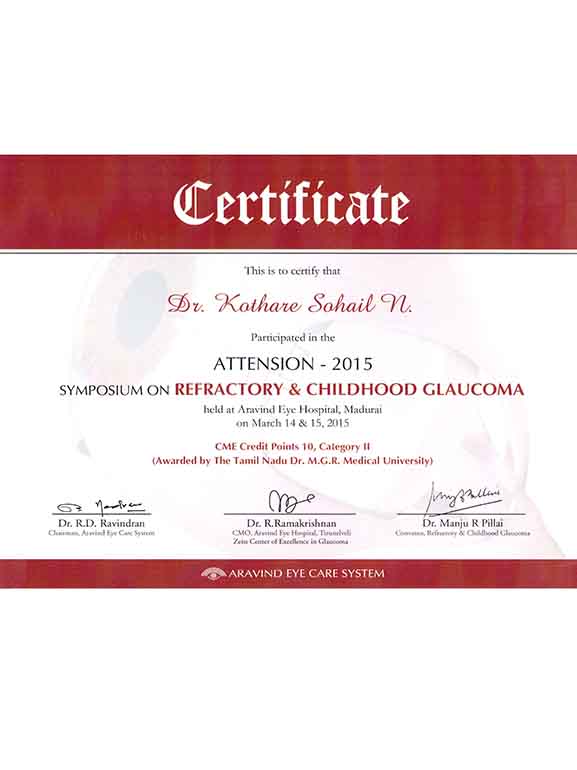 Certificate
This is to certify that
Dr. Kothare Sohail N.
Participated in the
ATTENSION - 2015
SYMPOSIUM ON REFRACTORY & CHILDHOOD GLAUCOMA
held at Aravind Eye Hospital, Madurai
on March 14 & 15, 2015
CME Credit Points 10, Category II
(Awarded by The Tamil Nadu Dr. M.G.R. Medical University)
Dr. R.D. Ravindran
Chairman, Aravind Eye Care System
Dr. R.Ramakrishnan
CMO, Aravind Eye Hospital, Tirunelveli
Zeiss Center of Excellence in Glaucoma
Dr. Manju R Pillai
Convenor, Refractory & Childhood Glaucoma
ARAVIND EYE CARE SYSTEM